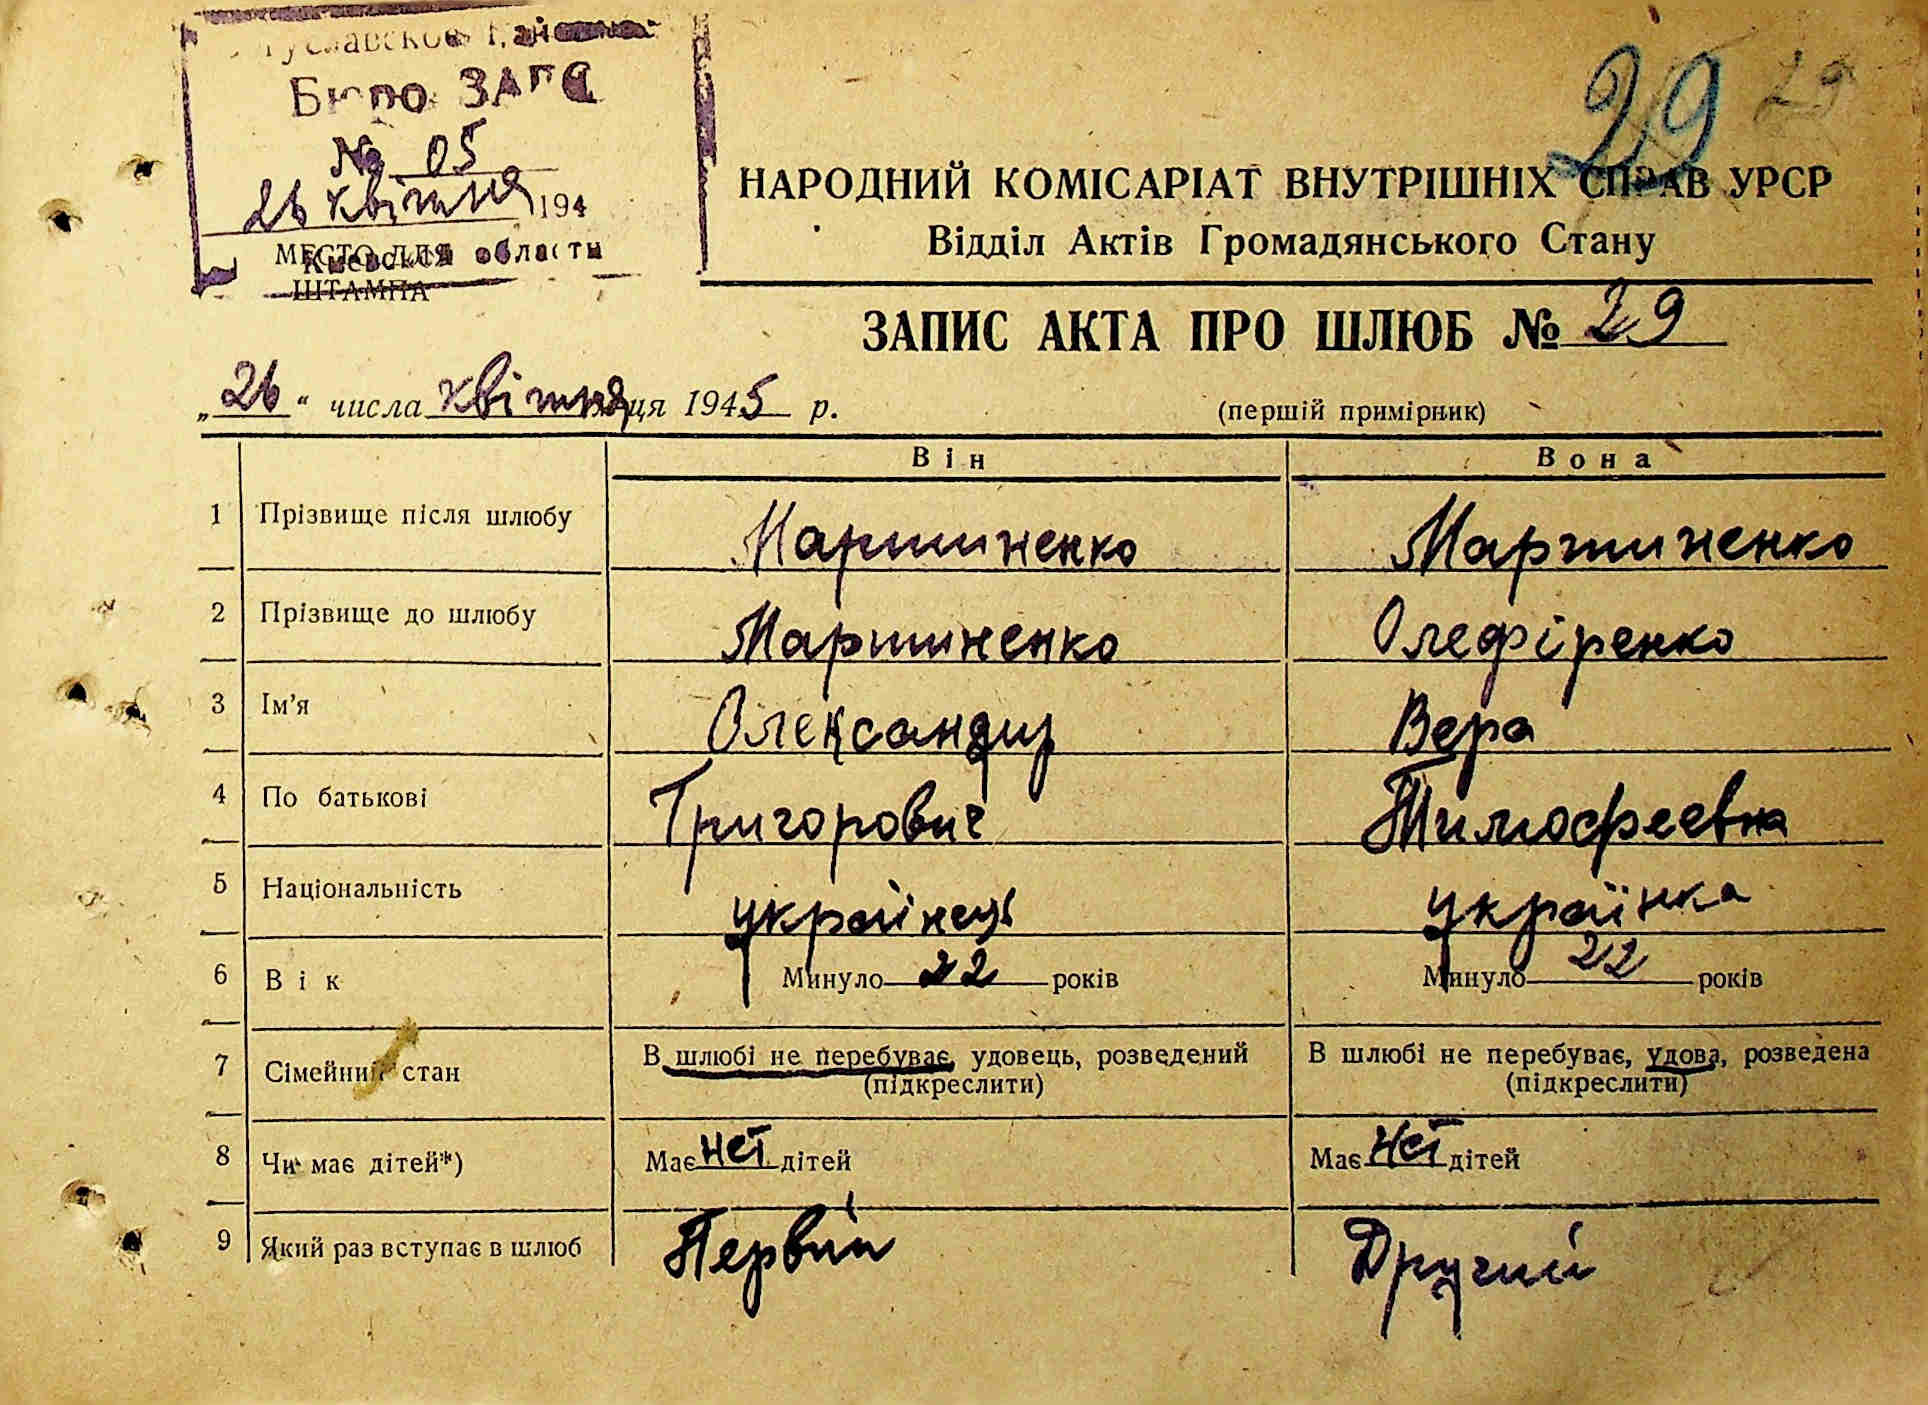 Бюро ЗАГС
№ 05
26 квітня 194
Киевской области
МЕСТО ДЛЯ
ШТАМПА
29 29
НАРОДНИЙ КОМІСАРІАТ ВНУТРІШНІХ СПРАВ УРСР
Відділ Актів Громадянського Стану
ЗАПИС АКТА ПРО ШЛЮБ № 29
„26“ числа квітня ця 1945 р. (першій примірник)
Він Вона
1 Прізвище після шлюбу Мартиненко Мартиненко
2 Прізвище до шлюбу Мартиненко Олефіренко
3 Ім’я Олександр Вера
4 По батькові Григорович Тимофеевна
5 Національність українець українка
6 Вік Минуло 22 років Минуло 22 років
7 Сімейний стан В шлюбі не перебуває, удовець, розведений В шлюбі не перебуває, удова, розведена
(підкреслити) (підкреслити)
8 Чи має дітей*) Має нет дітей Має нет дітей
9 Який раз вступає в шлюб Первий Другий